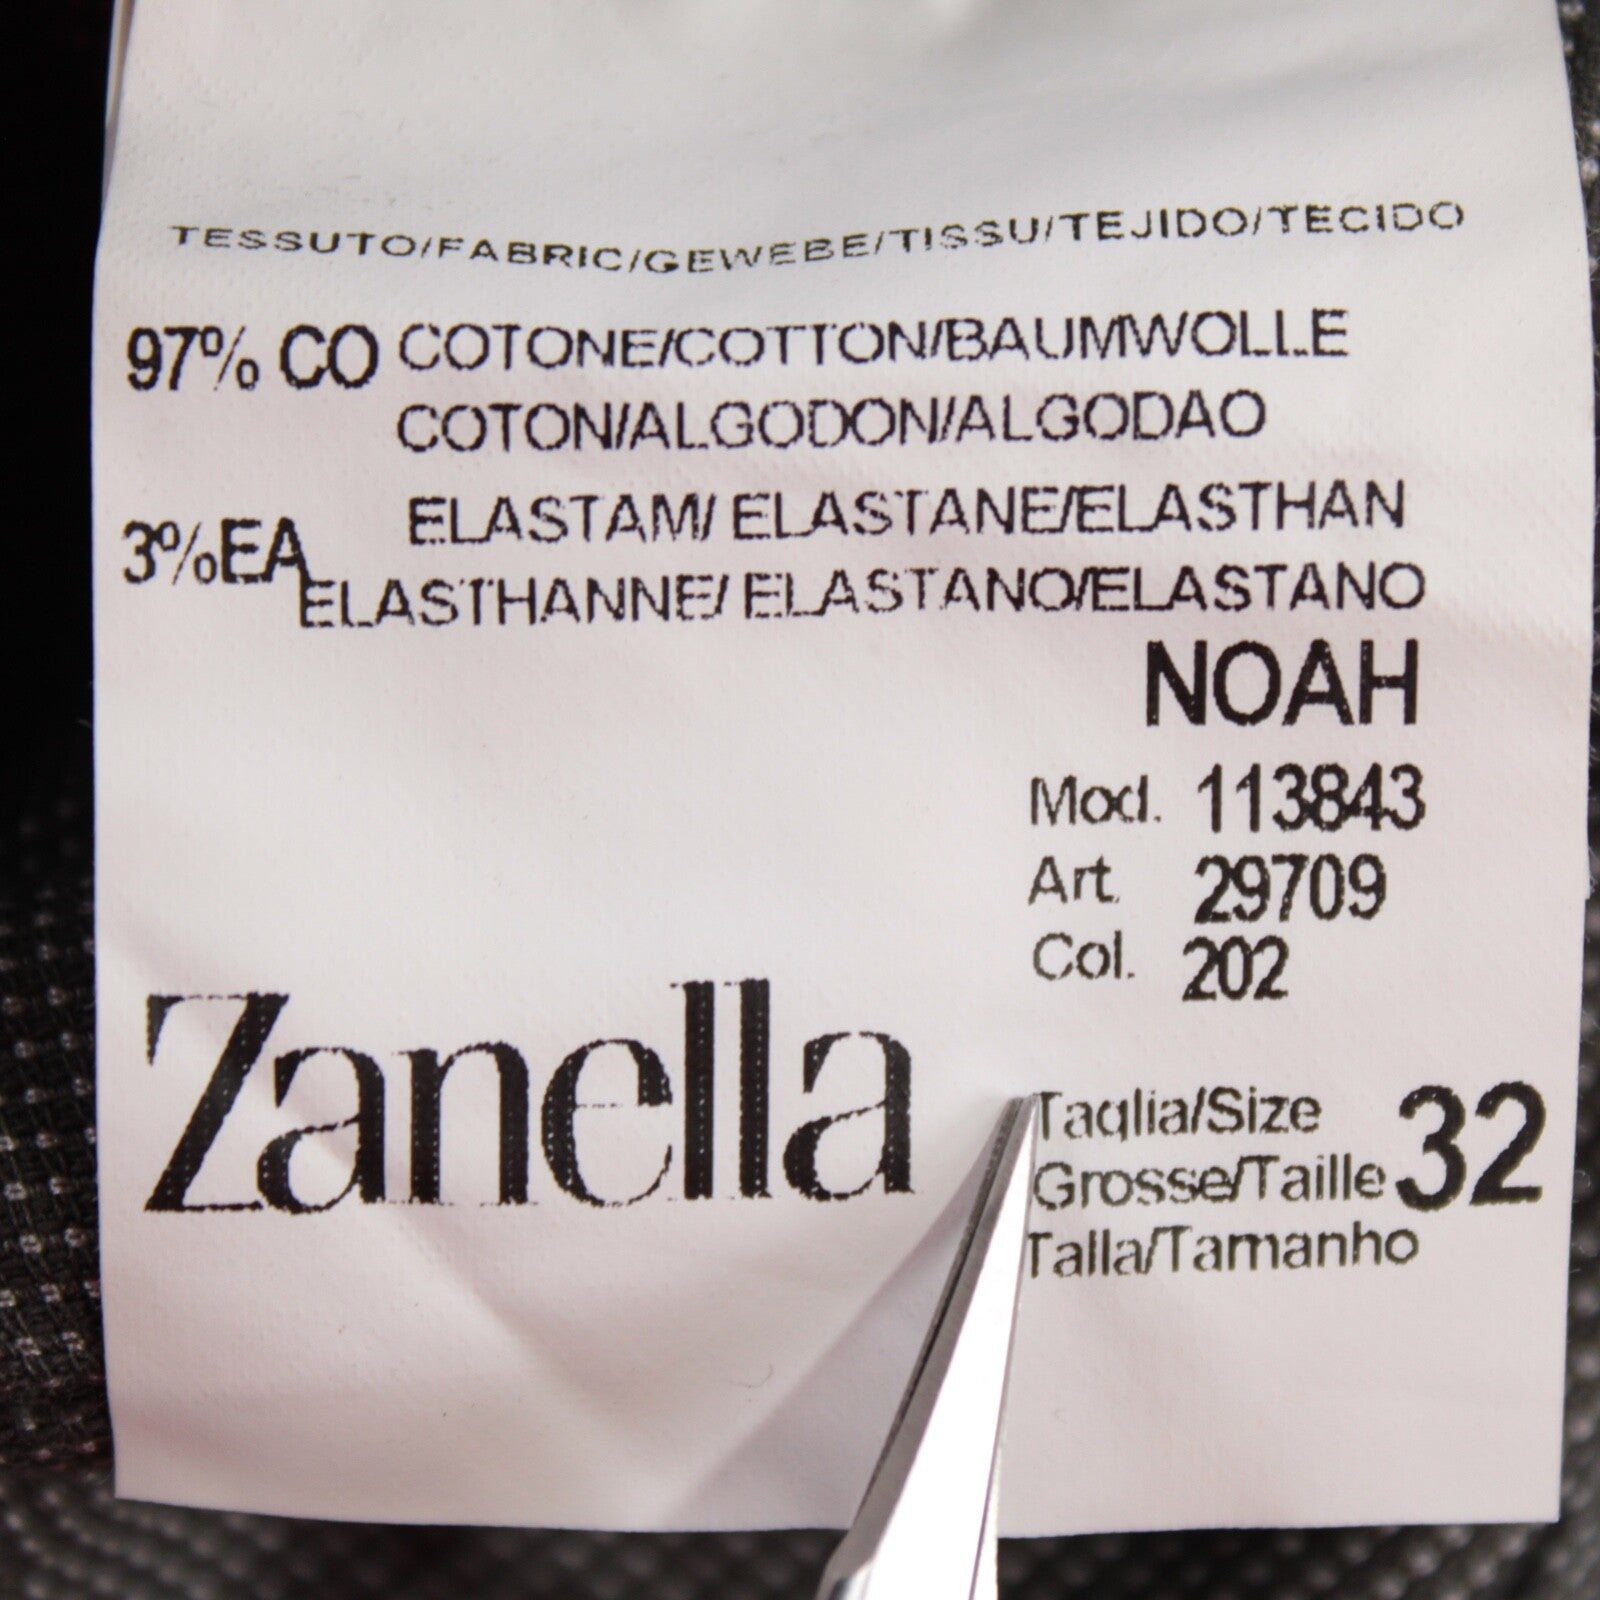 TESSUTO/FABRIC/GEWEBE/TISSU/TEJIDO/TECIDO
97% CO COTONE/COTTON/BAUMWOLLE
COTON/ALGODON/ALGODAO
3%EA ELASTAM/ ELASTANE/ELASTHAN
ELASTHANNE/ ELASTANO/ELASTANO
NOAH
Mod. 113843
Art. 29709
Col. 202
Zanella
Taglia/Size
Grosse/Taille 32
Talla/Tamanho